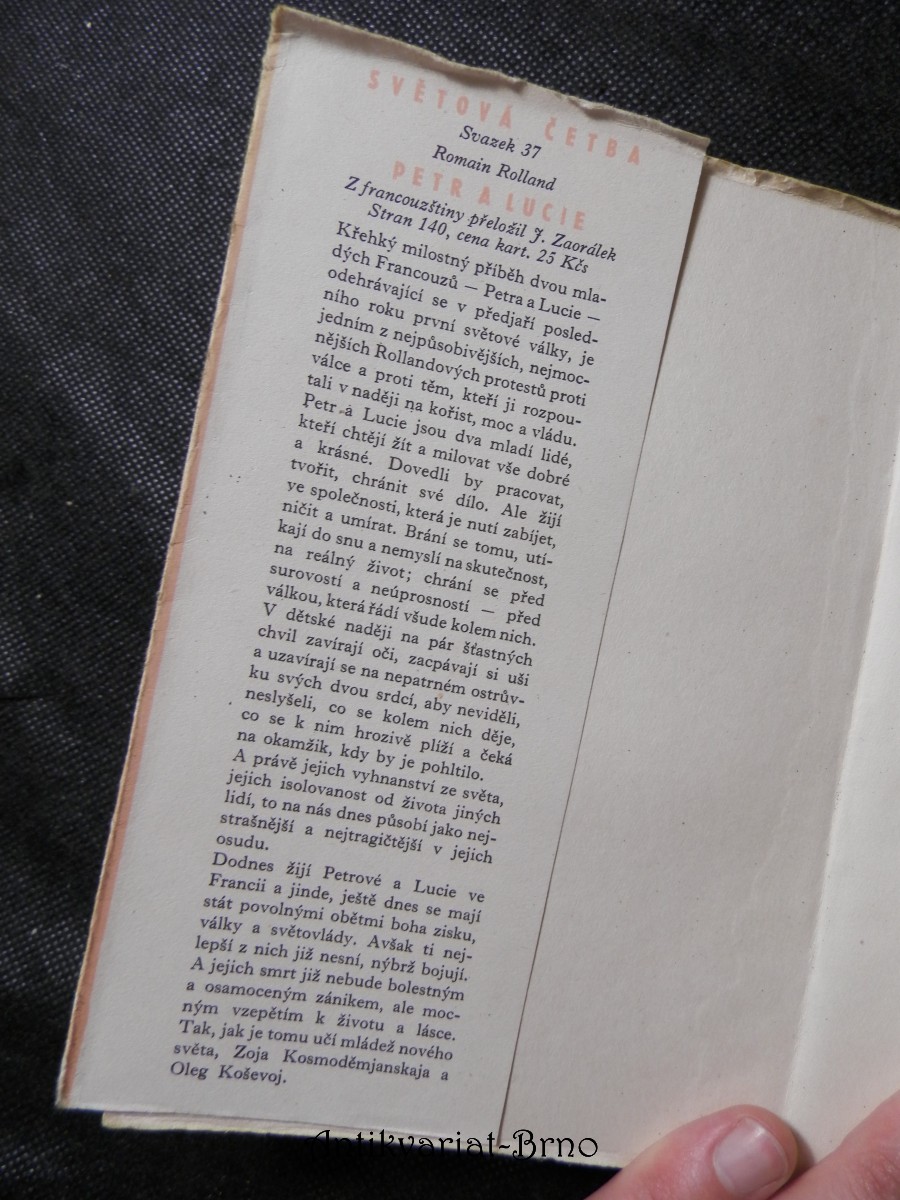 SVĚTOVÁ ČETBA
Svazek 37
Romain Rolland
PETR A LUCIE
Z francouzštiny přeložil J. Zaorálek
Stran 140, cena kart. 25 Kčs
Křehký milostný příběh dvou mla-
dých Francouzů — Petra a Lucie —
odehrávající se v předjaří posled-
ního roku první světové války, je
jedním z nejpůsobivějších, nejmoc-
nějších Rollandových protestů proti
válce a proti těm, kteří ji rozpou-
tali v naději na kořist, moc a vládu.
Petr a Lucie jsou dva mladí lidé,
kteří chtějí žít a milovat vše dobré
a krásné. Dovedli by pracovat,
tvořit, chránit své dílo. Ale žijí
ve společnosti, která je nutí zabíjet,
ničit a umírat. Brání se tomu, utí-
kají do snu a nemyslí na skutečnost,
na reálný život; chrání se před
surovostí a neúprosností — před
válkou, která řádí všude kolem nich.
V dětské naději na pár šťastných
chvil zavírají oči, zacpávají si uši
a uzavírají se na nepatrném ostrův-
ku svých dvou srdcí, aby neviděli,
neslyšeli, co se kolem nich děje,
co se k nim hrozivě plíží a čeká
na okamžik, kdy by je pohltilo.
A právě jejich vyhnanství ze světa,
jejich isolovanost od života jiných
lidí, to na nás dnes působí jako nej-
strašnější a nejtragičtější v jejich
osudu.
Dodnes žijí Petrové a Lucie ve
Francii a jinde, ještě dnes se mají
stát povolnými obětmi boha zisku,
války a světovlády. Avšak ti nej-
lepší z nich již nesní, nýbrž bojují.
A jejich smrt již nebude bolestným
a osamoceným zánikem, ale moc-
ným vzepětím k životu a lásce.
Tak, jak je tomu učí mládež nového
světa, Zoja Kosmoděmjanskaja a
Oleg Koševoj.
Antikvariat-Brno